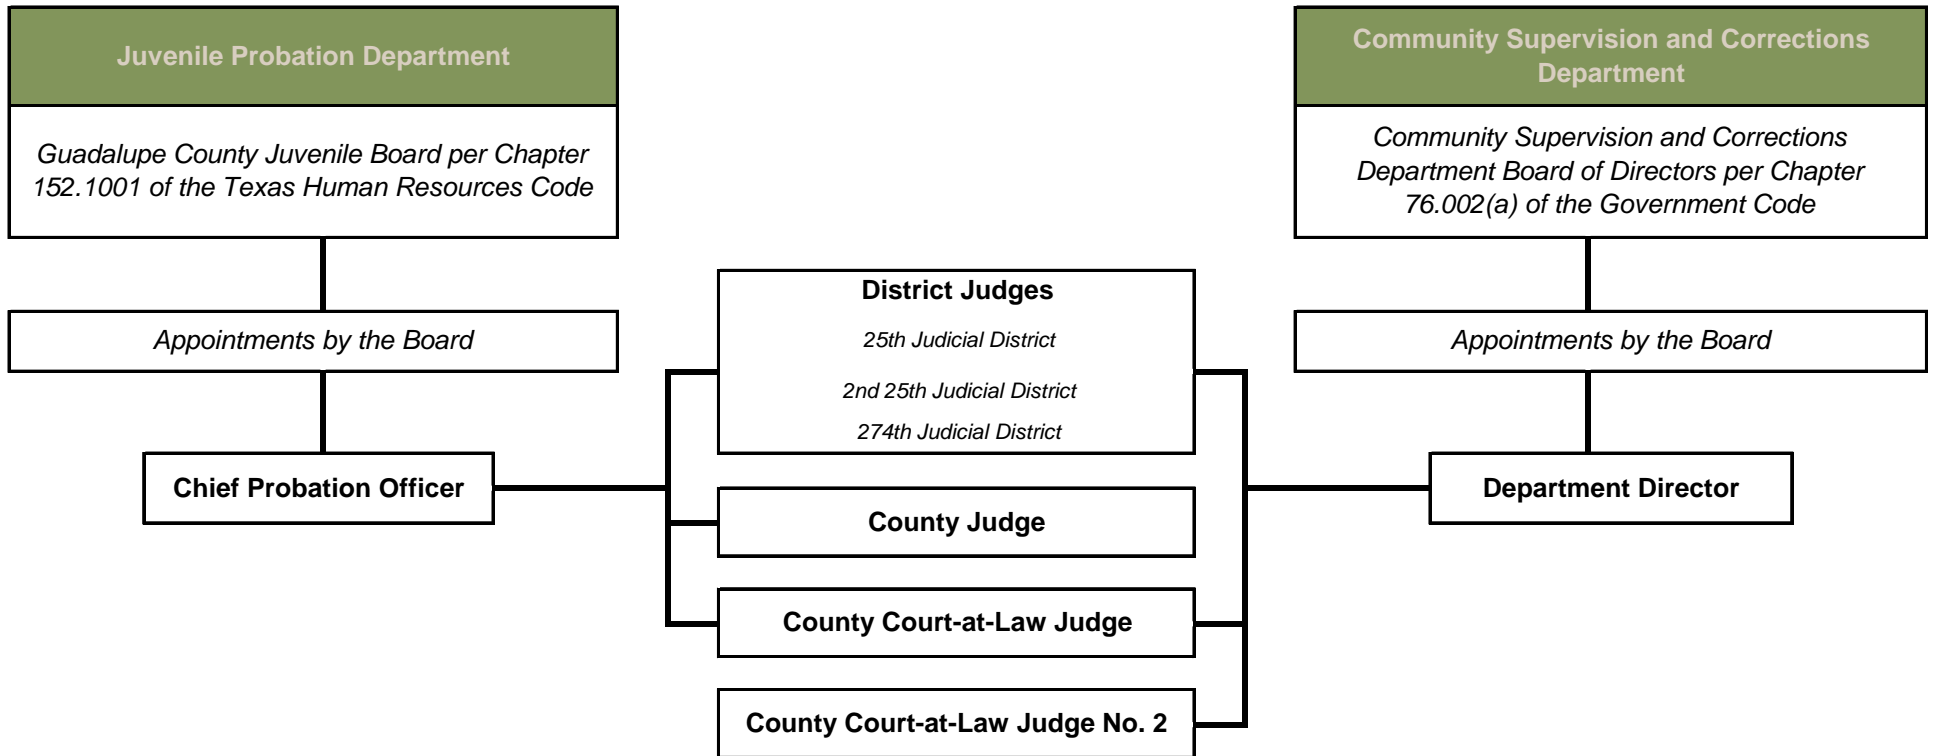 Juvenile Probation Department
Guadalupe County Juvenile Board per Chapter
152.1001 of the Texas Human Resources Code
Appointments by the Board
Chief Probation Officer
District Judges
25th Judicial District
2nd 25th Judicial District
274th Judicial District
County Judge
County Court-at-Law Judge
County Court-at-Law Judge No. 2
Community Supervision and Corrections
Department
Community Supervision and Corrections
Department Board of Directors per Chapter
76.002(a) of the Government Code
Appointments by the Board
Department Director